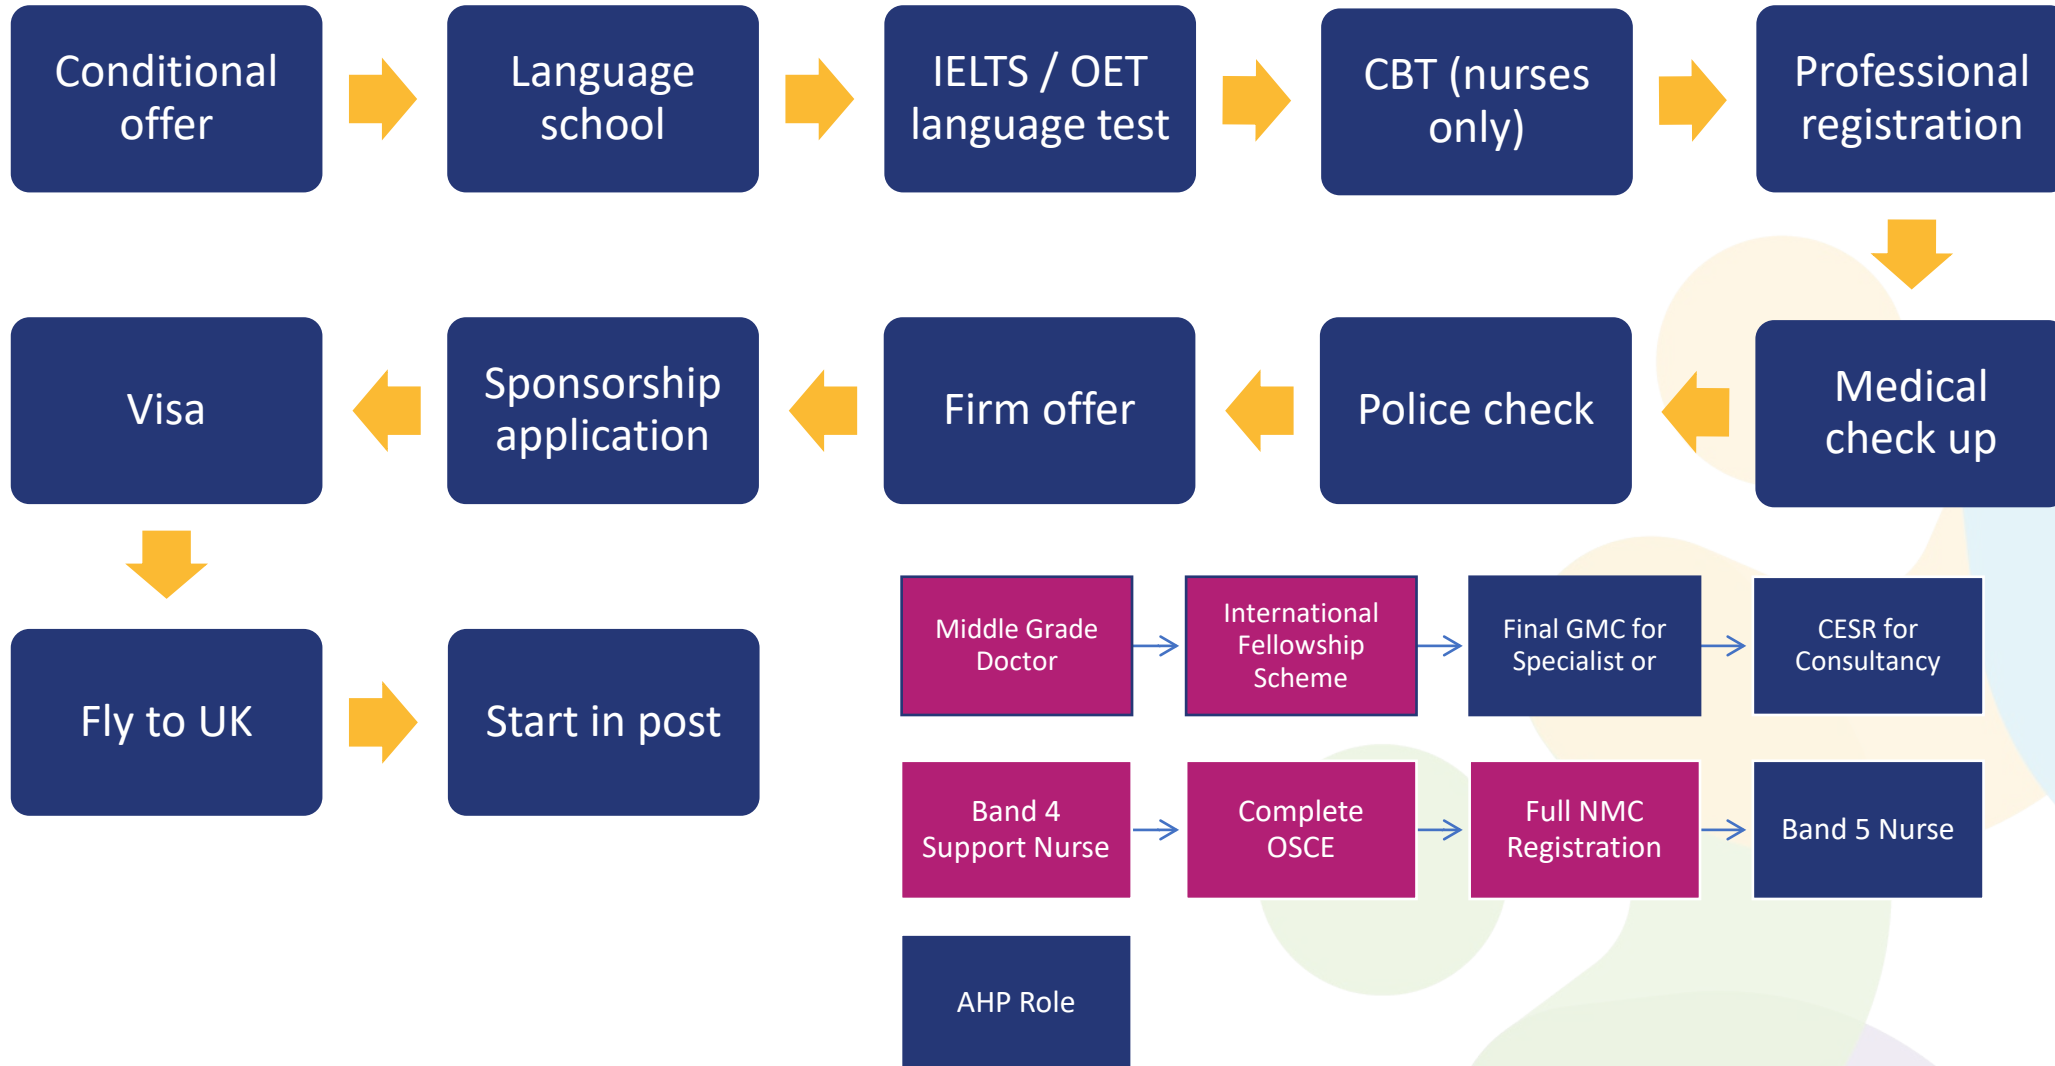 Conditional
offer
Language
school
IELTS / OET
language test
CBT (nurses
only)
Professional
registration
Medical
check up
Police check
Firm offer
Sponsorship
application
Visa
Fly to UK
Start in post
Middle Grade
Doctor
International
Fellowship
Scheme
Final GMC for
Specialist or
CESR for
Consultancy
Band 4
Support Nurse
Complete
OSCE
Full NMC
Registration
Band 5 Nurse
AHP Role